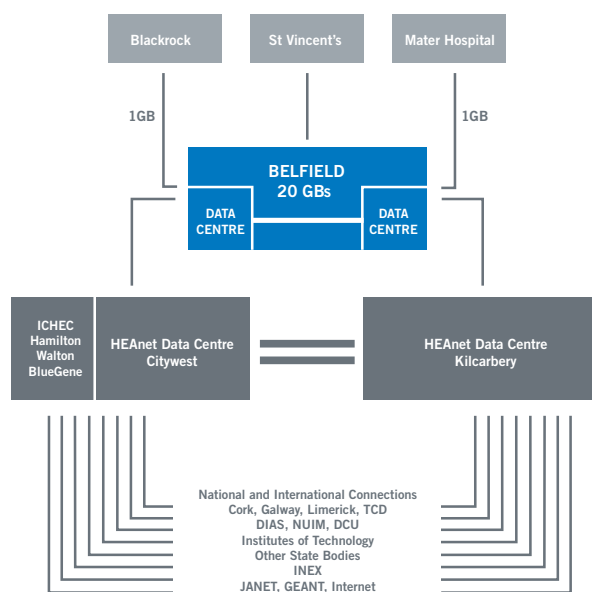 Blackrock
St Vincent's
Mater Hospital
1GB
1GB
BELFIELD
20 GBs
DATA
CENTRE
DATA
CENTRE
ICHEC
Hamilton
Walton
BlueGene
HEAnet Data Centre
Citywest
HEAnet Data Centre
Kilcarbery
National and International Connections
Cork, Galway, Limerick, TCD
DIAS, NUIM, DCU
Institutes of Technology
Other State Bodies
INEX
JANET, GEANT, Internet